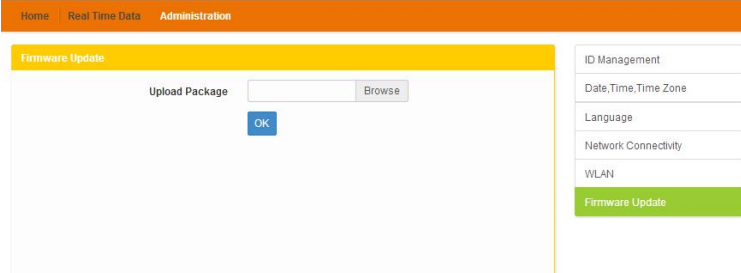 Home Real Time Data Administration
Firmware Update
Upload Package Browse
OK
ID Management
Date,Time,Time Zone
Language
Network Connectivity
WLAN
Firmware Update